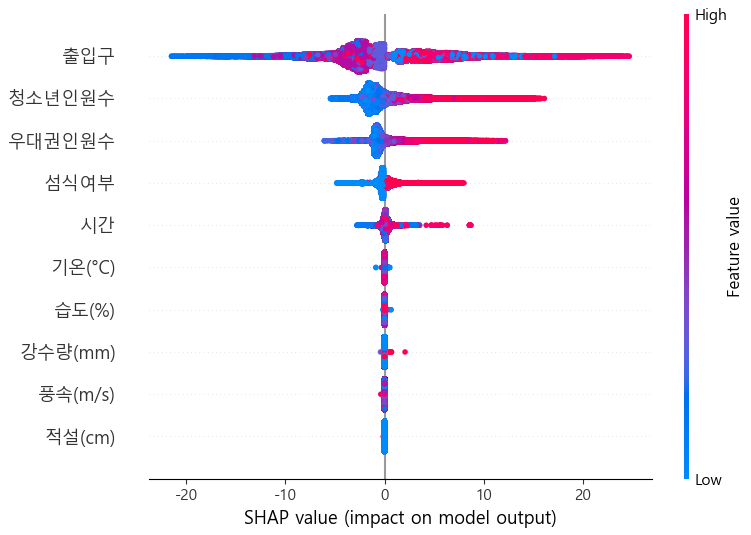 High
출입구
청소년인원수
우대권인원수
섬식여부
시간
기온(°C)
습도(%)
강수량(mm)
풍속(m/s)
적설(cm)
Feature value
Low
-20 -10 0 10 20
SHAP value (impact on model output)